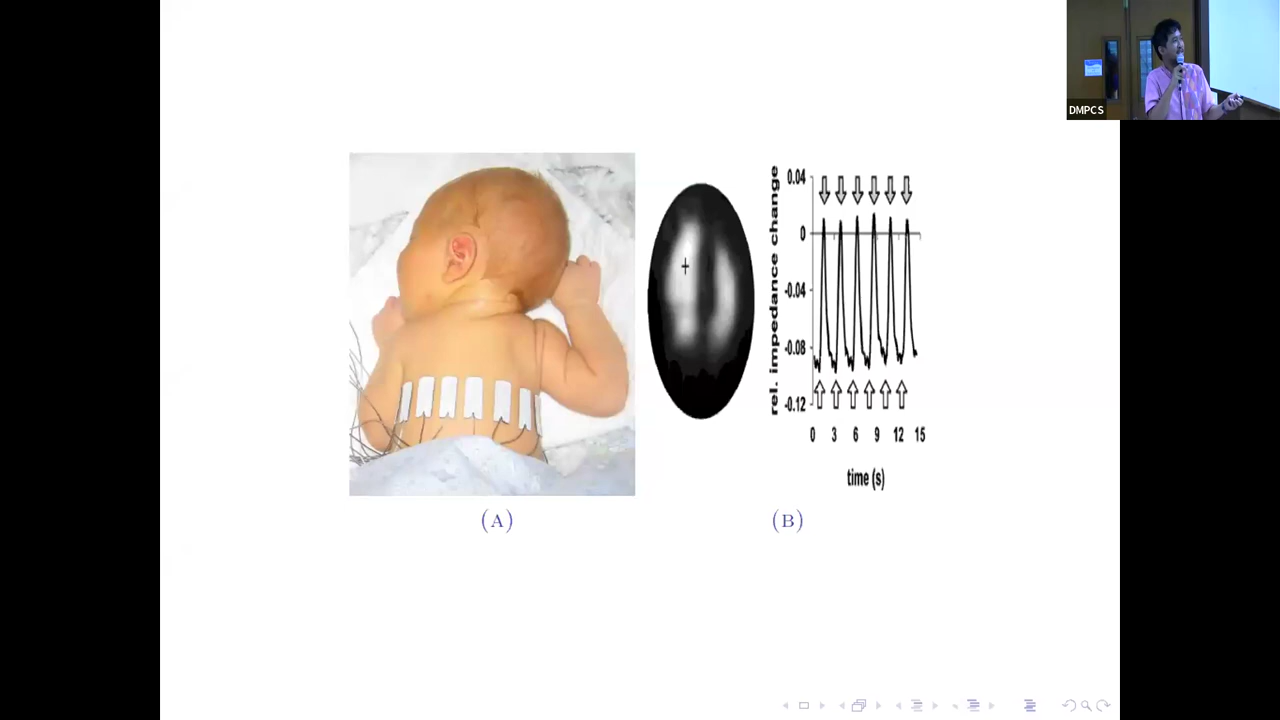 DMPCS
rel. impedance change
0.04
0
-0.04
-0.08
-0.12
0 3 6 9 12 15
time (s)
(A)
(B)